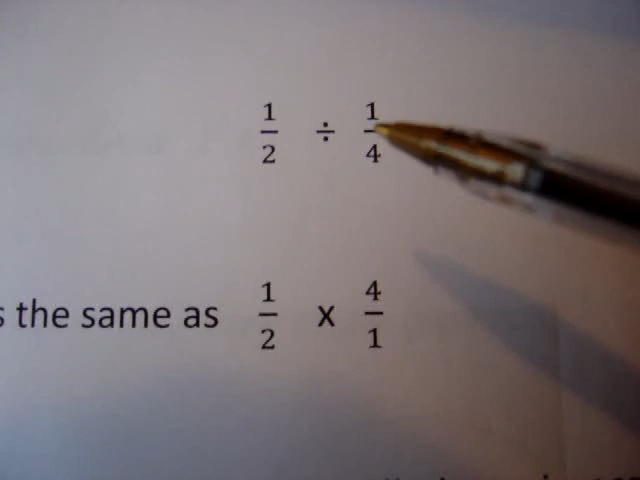 1/2 ÷ 1/4
the same as 1/2 x 4/1